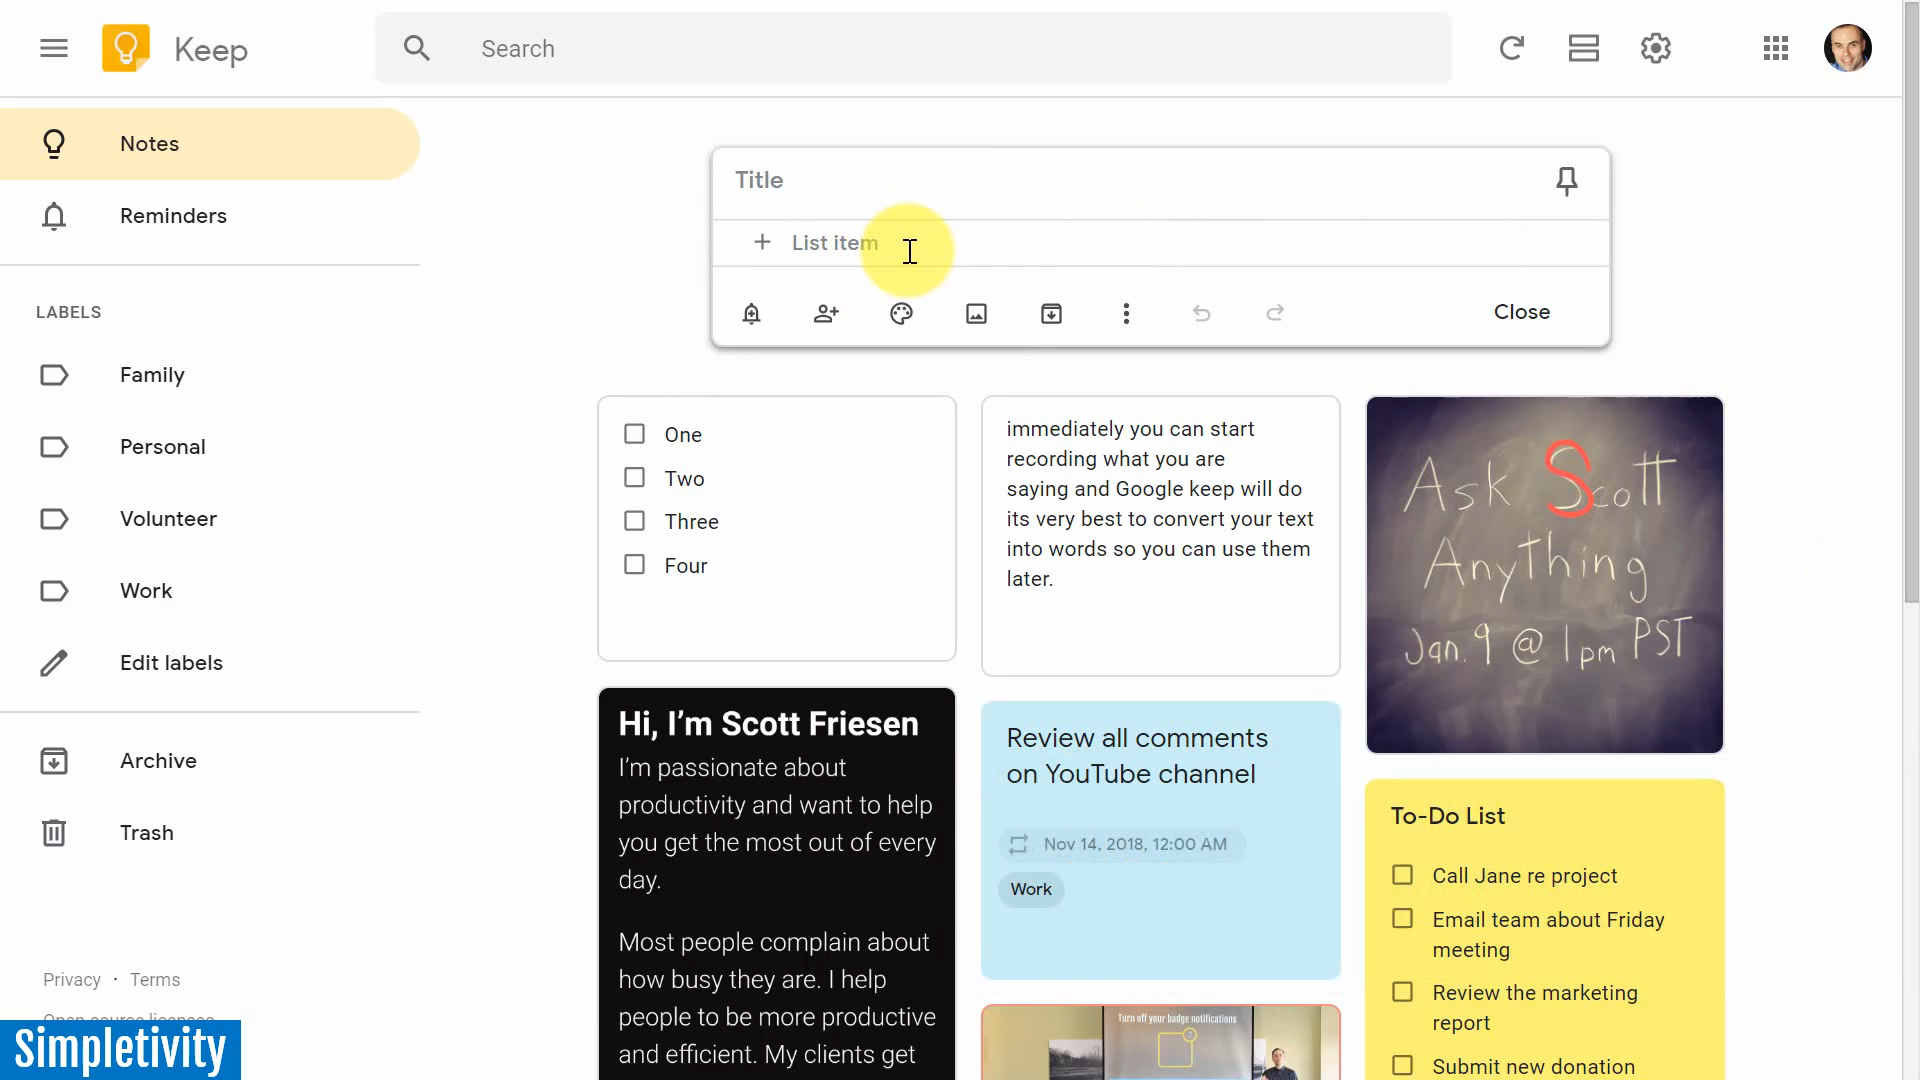 Keep
Search
Notes
Reminders
LABELS
Family
Personal
Volunteer
Work
Edit labels
Archive
Trash
Privacy · Terms
Open-source licenses
Simpletivity
Title
List item
Close
One
Two
Three
Four
Hi, I’m Scott Friesen
I’m passionate about
productivity and want to help
you get the most out of every
day.
Most people complain about
how busy they are. I help
people to be more productive
and efficient. My clients get
immediately you can start
recording what you are
saying and Google keep will do
its very best to convert your text
into words so you can use them
later.
Review all comments
on YouTube channel
Nov 14, 2018, 12:00 AM
Work
Turn off your badge notifications
Ask Scott
Anything
Jan. 9 @ 1pm PST
To-Do List
Call Jane re project
Email team about Friday
meeting
Review the marketing
report
Submit new donation